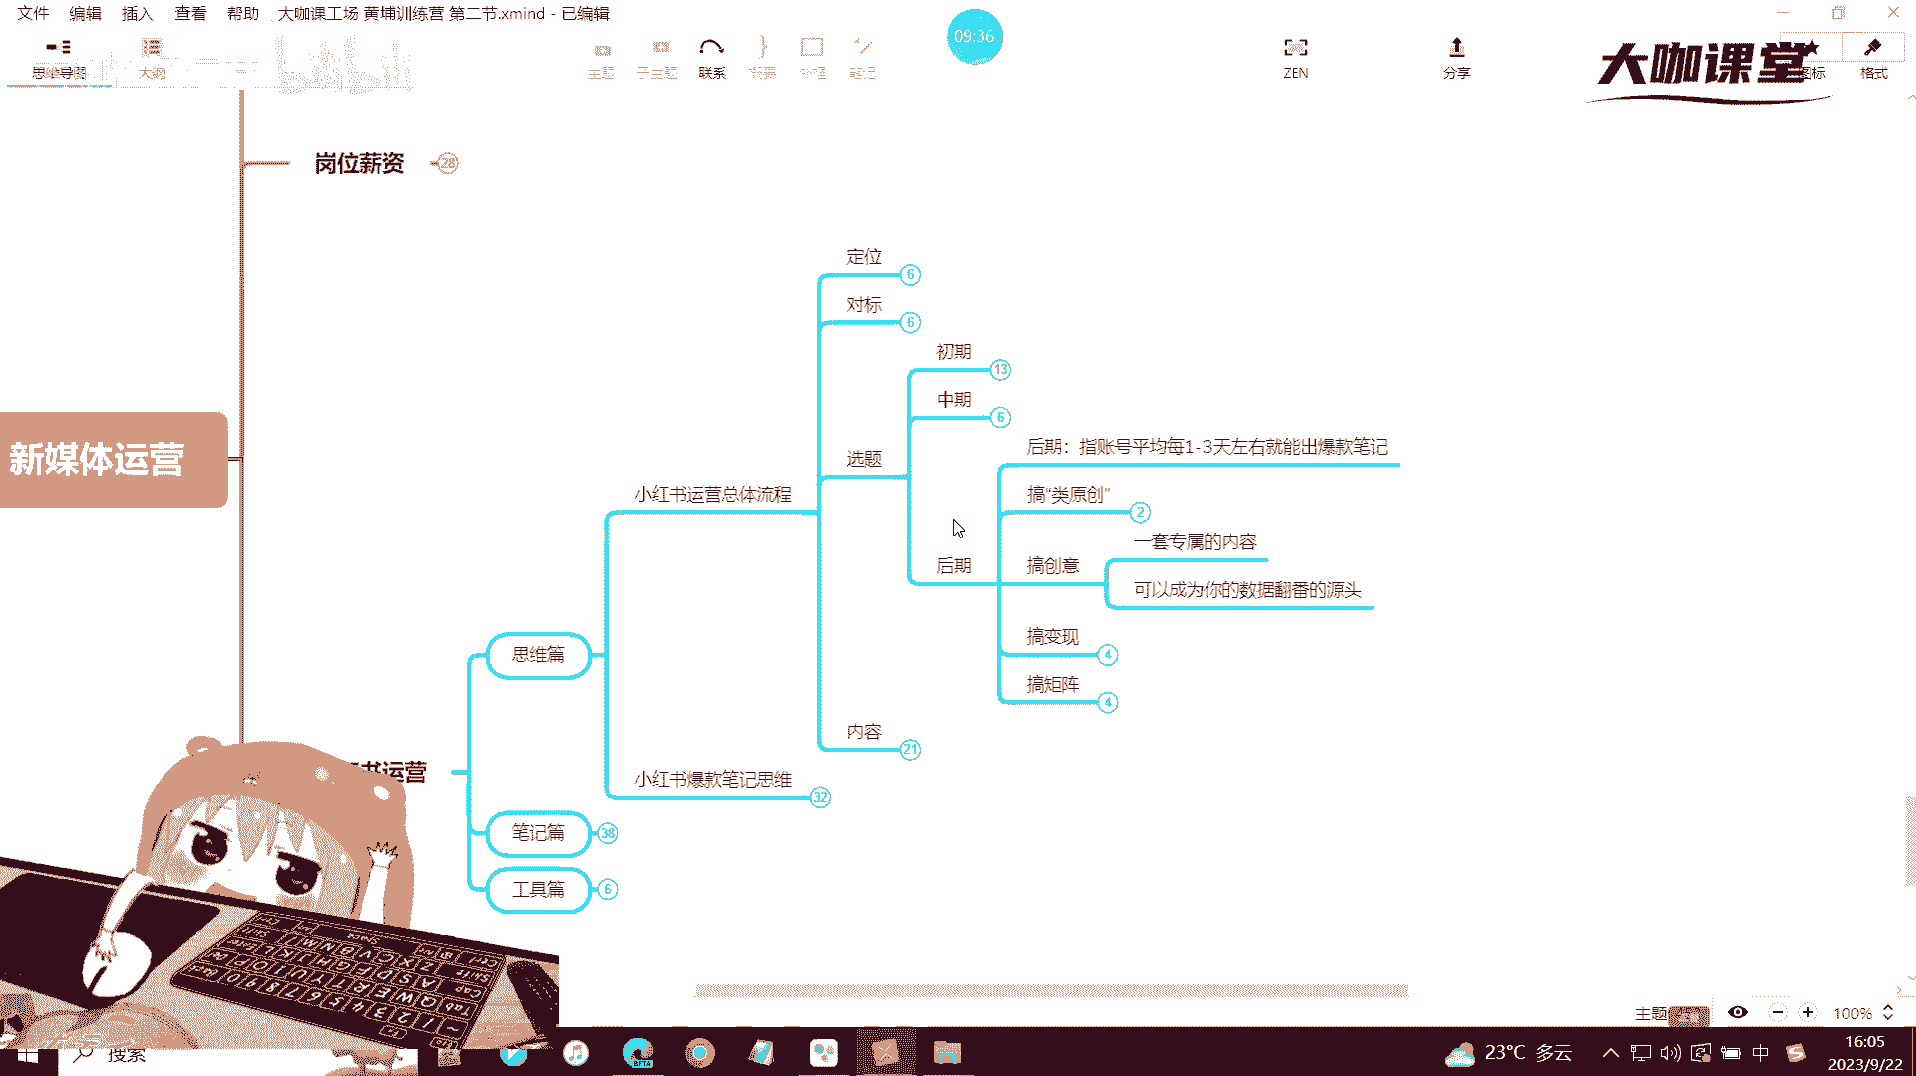 文件 编辑 插入 查看 帮助 大咖课工场 黄埔训练营 第二节.xmind - 已编辑
09:36
思维导图 大纲 主题 子主题 联系 概要 外框 笔记 ZEN 分享 图标 格式
大咖课堂
岗位薪资 28
定位 6
对标 6
初期 13
中期 6
后期：指账号平均每1-3天左右就能出爆款笔记
选题
新媒体运营
小红书运营总体流程
搞“类原创” 2
一套专属的内容
后期
搞创意
可以成为你的数据翻番的源头
搞变现 4
思维篇
搞矩阵 4
内容 21
书运营
小红书爆款笔记思维 32
笔记篇 38
工具篇 6
主题
100%
搜索
BETA
23°C 多云
中
16:05
2023/9/22